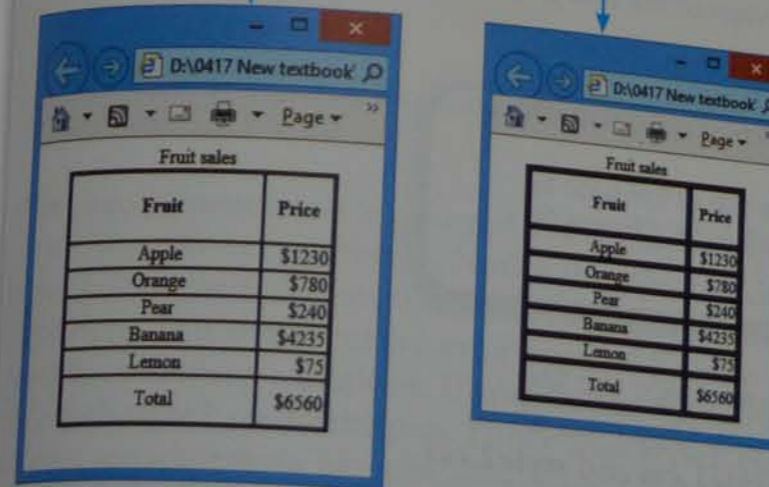 D:\0417 New textbook\
Page
Fruit sales
Fruit Price
Apple $1230
Orange $780
Pear $240
Banana $4235
Lemon $75
Total $6560
D:\0417 New textbook\
Page
Fruit sales
Fruit Price
Apple $1230
Orange $780
Pear $240
Banana $4235
Lemon $75
Total $6560